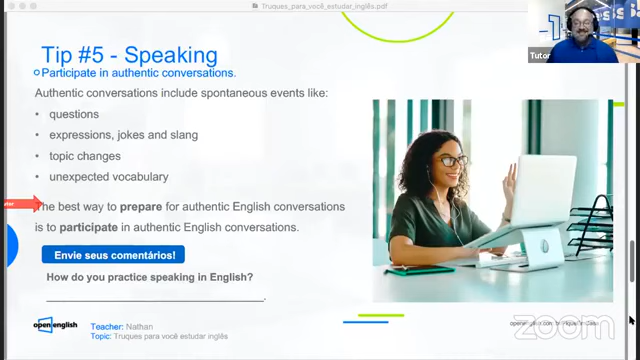 Truques_para_você_estudar_inglês.pdf
Tutor
Tip #5 - Speaking
Participate in authentic conversations.
Authentic conversations include spontaneous events like:
• questions
• expressions, jokes and slang
• topic changes
• unexpected vocabulary
The best way to prepare for authentic English conversations
is to participate in authentic English conversations.
Envie seus comentários!
How do you practice speaking in English?
openenglish
Teacher: Nathan
Topic: Truques para você estudar inglês
zoom